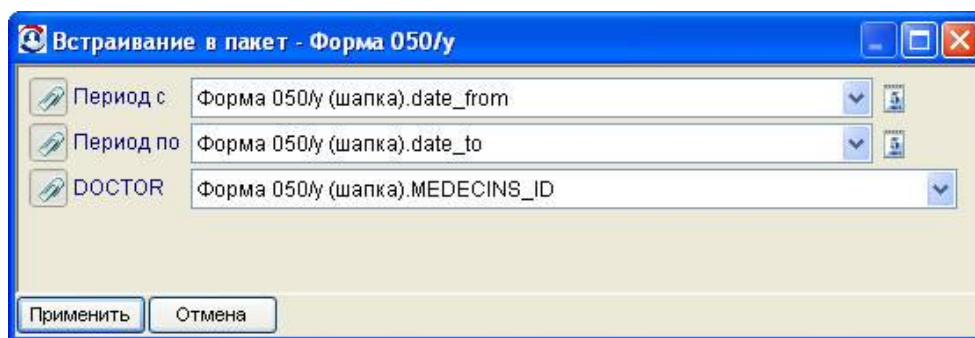 Встраивание в пакет - Форма 050/у
Период с Форма 050/у (шапка).date_from
Период по Форма 050/у (шапка).date_to
DOCTOR Форма 050/у (шапка).MEDECINS_ID
Применить Отмена